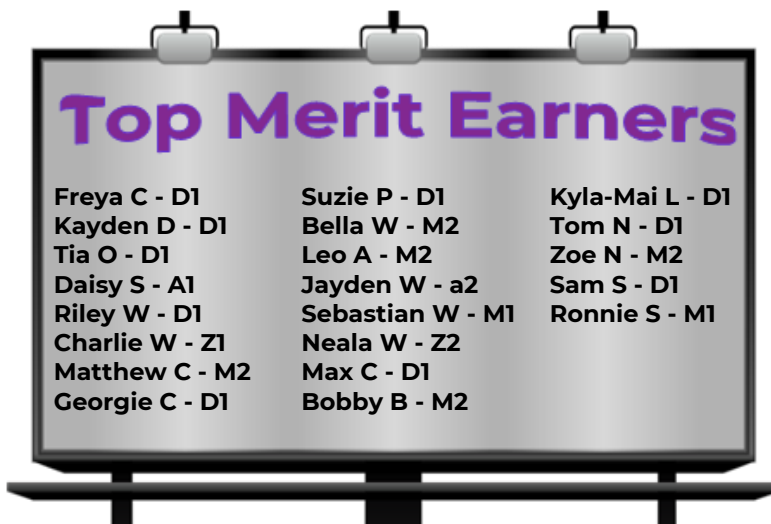 Top Merit Earners
Freya C - D1
Kayden D - D1
Tia O - D1
Daisy S - A1
Riley W - D1
Charlie W - Z1
Matthew C - M2
Georgie C - D1
Suzie P - D1
Bella W - M2
Leo A - M2
Jayden W - a2
Sebastian W - M1
Neala W - Z2
Max C - D1
Bobby B - M2
Kyla-Mai L - D1
Tom N - D1
Zoe N - M2
Sam S - D1
Ronnie S - M1